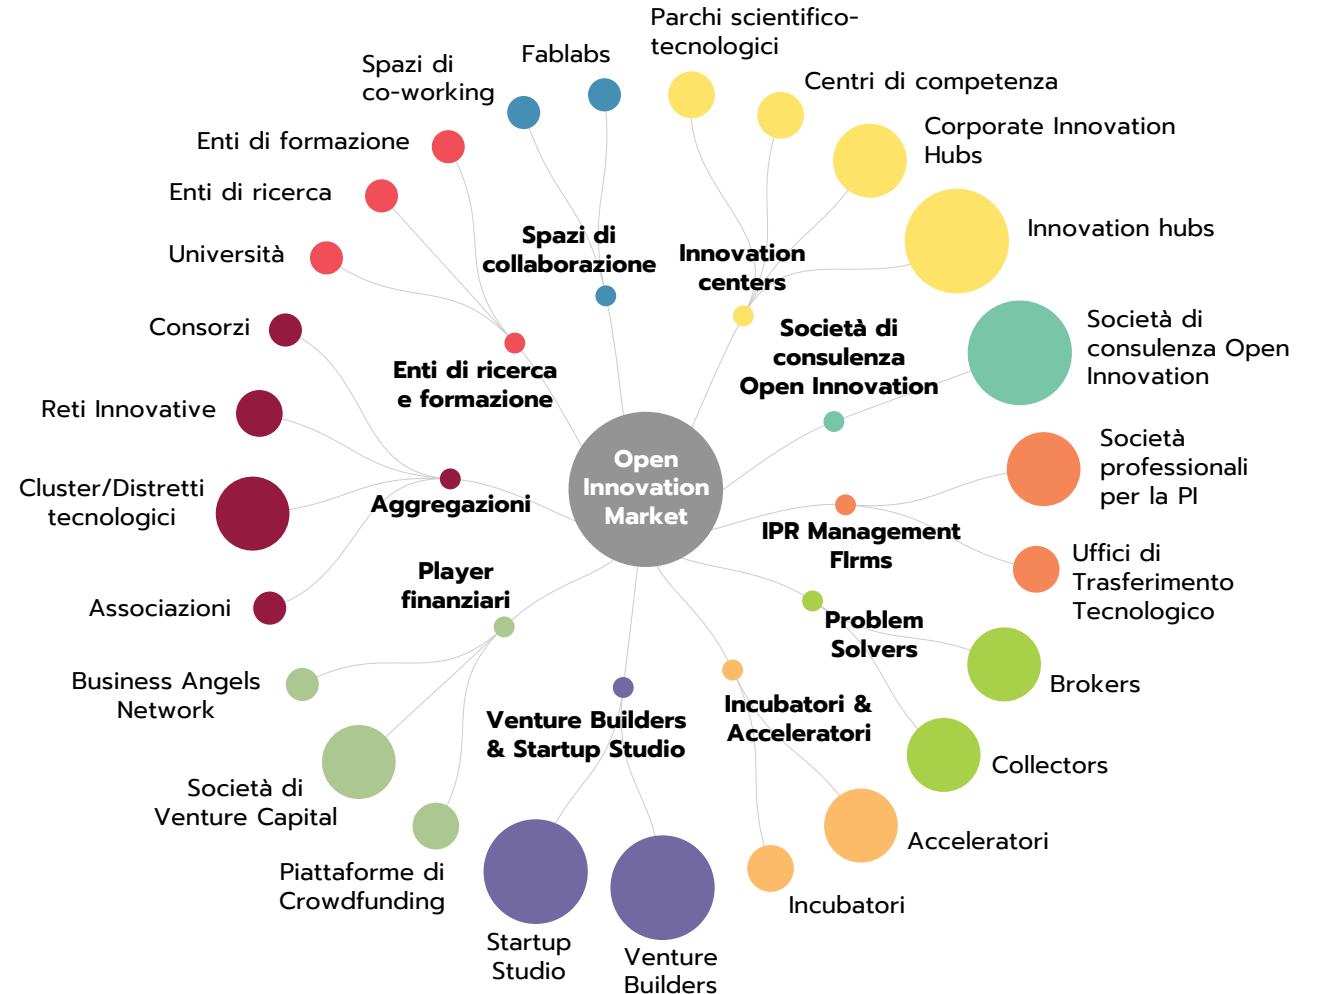 Parchi scientifico-
tecnologici
Fablabs
Spazi di
co-working
Centri di competenza
Enti di formazione
Corporate Innovation
Hubs
Enti di ricerca
Innovation hubs
Università
Spazi di
collaborazione
Innovation
centers
Consorzi
Società di
consulenza
Open Innovation
Società di
consulenza Open
Innovation
Enti di ricerca
e formazione
Reti Innovative
Open
Innovation
Market
Società
professionali
per la PI
Cluster/Distretti
tecnologici
Aggregazioni
IPR Management
FIrms
Uffici di
Trasferimento
Tecnologico
Player
finanziari
Associazioni
Problem
Solvers
Business Angels
Network
Brokers
Venture Builders
& Startup Studio
Incubatori &
Acceleratori
Collectors
Società di
Venture Capital
Acceleratori
Piattaforme di
Crowdfunding
Incubatori
Startup
Studio
Venture
Builders